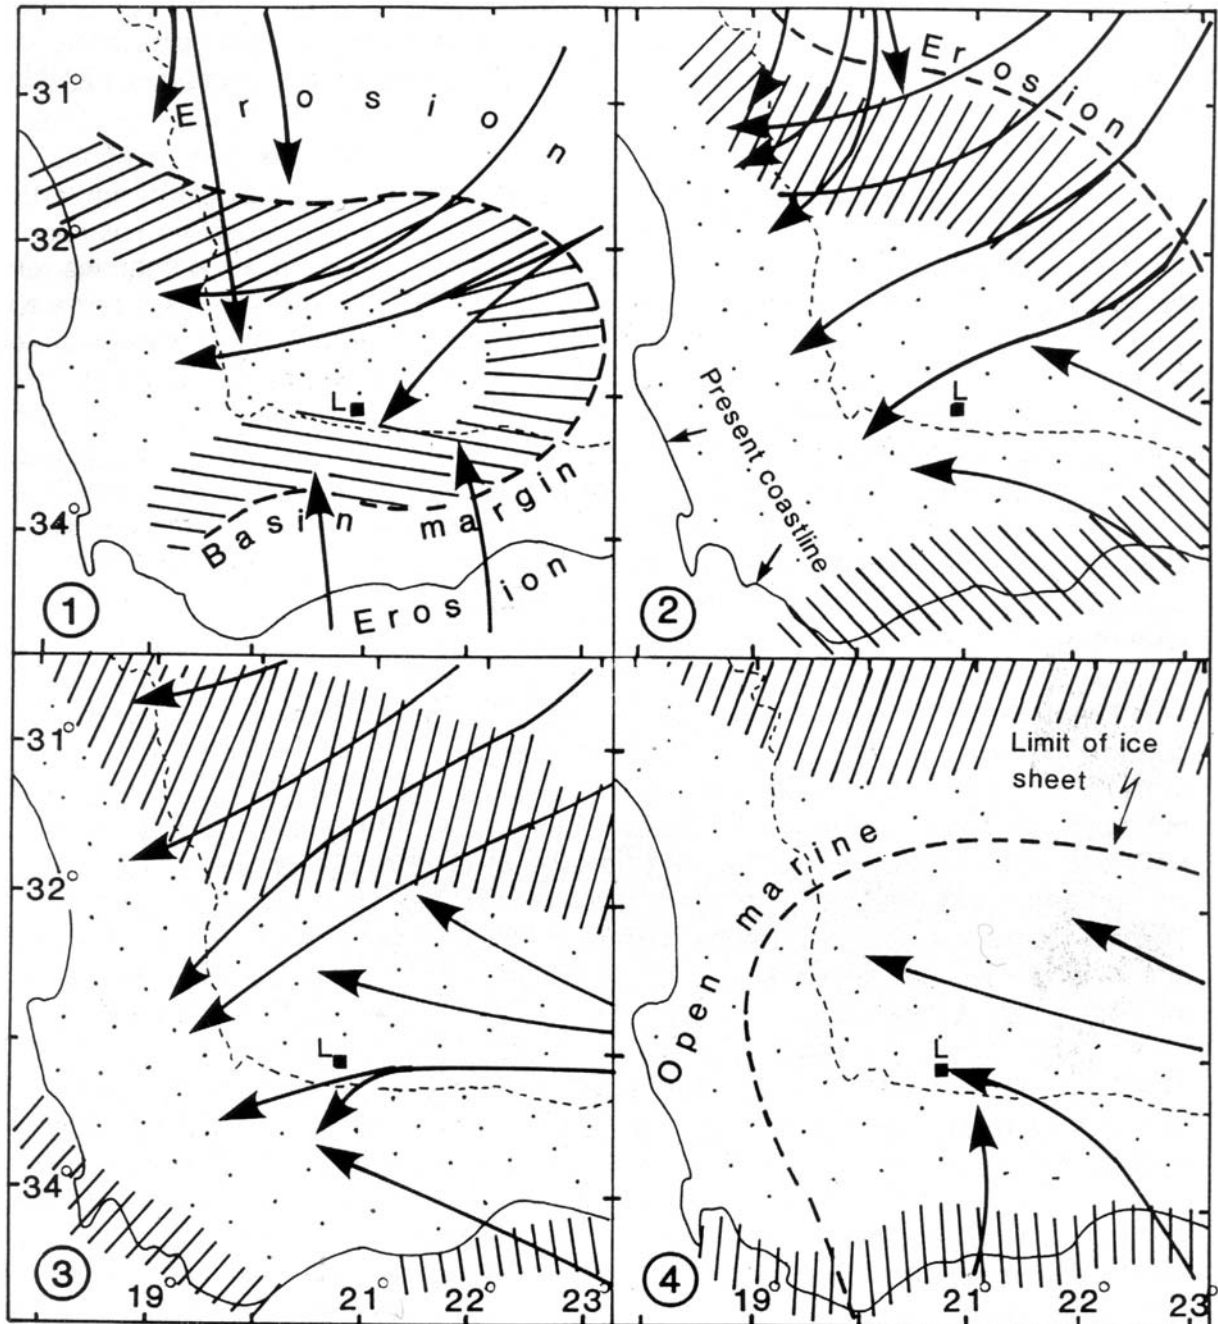 31°
32°
34°
Erosion
L
Basin margin
Erosion
1
Erosion
L
Present coastline
2
31°
32°
34°
L
3
19°
21°
22°
23°
Limit of ice
sheet
Open marine
L
4
19°
21°
22°
23°